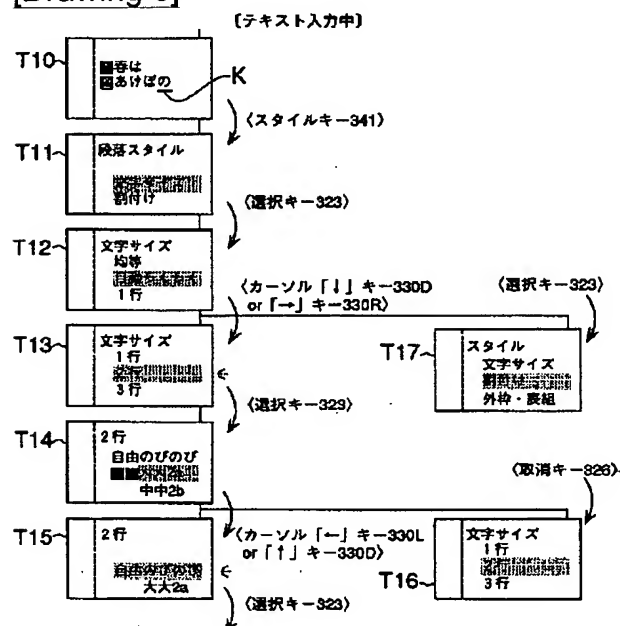 [Drawing
〔テキスト入力中〕
T10
春は
あけぼの
K
〈スタイルキー341〉
T11
段落スタイル
割付け
〈選択キー323〉
T12
文字サイズ
均等
1行
〈カーソル「↓」キー330D
or「→」キー330R〉
〈選択キー323〉
T13
文字サイズ
1行
2行
3行
T17
スタイル
文字サイズ
外枠・表組
〈選択キー323〉
T14
2行
自由のびのび
中中2b
〈取消キー326〉
T15
2行
大大2a
〈カーソル「←」キー330L
or「↑」キー330D〉
T16
文字サイズ
1行
3行
〈選択キー323〉